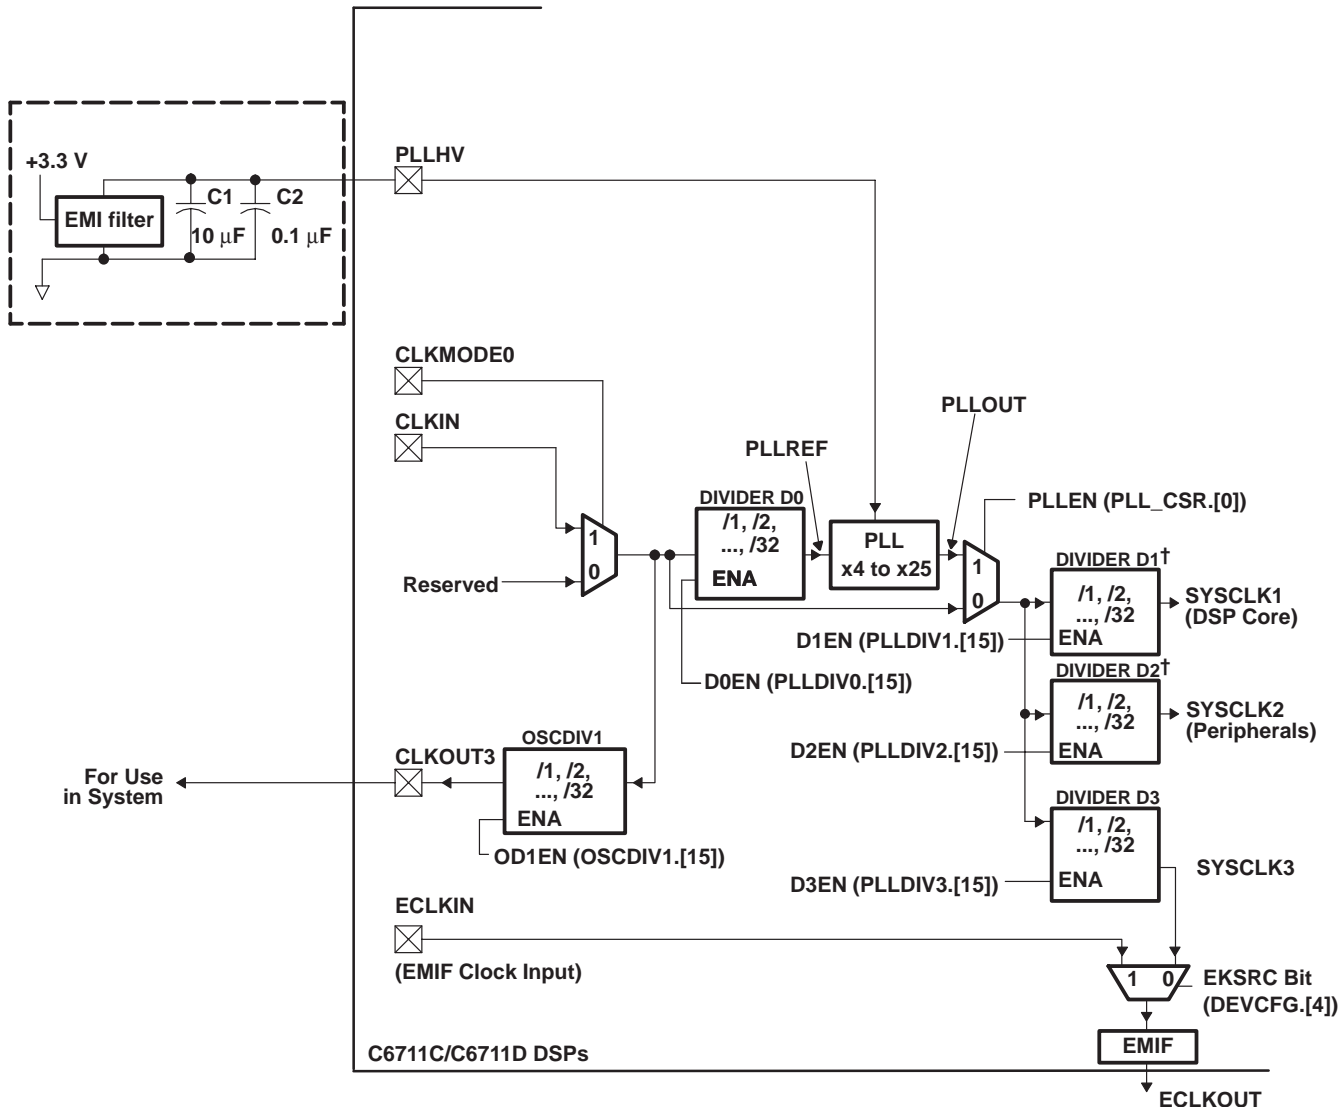 +3.3 V
EMI filter
C1
10 μF
C2
0.1 μF
PLLHV
CLKMODE0
CLKIN
Reserved
1
0
PLLREF
PLLOUT
DIVIDER D0
/1, /2,
..., /32
ENA
PLL
x4 to x25
1
0
PLLEN (PLL_CSR.[0])
DIVIDER D1†
/1, /2,
..., /32
ENA
SYSCLK1
(DSP Core)
D1EN (PLLDIV1.[15])
D0EN (PLLDIV0.[15])
DIVIDER D2†
/1, /2,
..., /32
ENA
SYSCLK2
(Peripherals)
D2EN (PLLDIV2.[15])
For Use
in System
CLKOUT3
OSCDIV1
/1, /2,
..., /32
ENA
OD1EN (OSCDIV1.[15])
DIVIDER D3
/1, /2,
..., /32
ENA
SYSCLK3
D3EN (PLLDIV3.[15])
ECLKIN
(EMIF Clock Input)
1 0
EKSRC Bit
(DEVCFG.[4])
EMIF
C6711C/C6711D DSPs
ECLKOUT